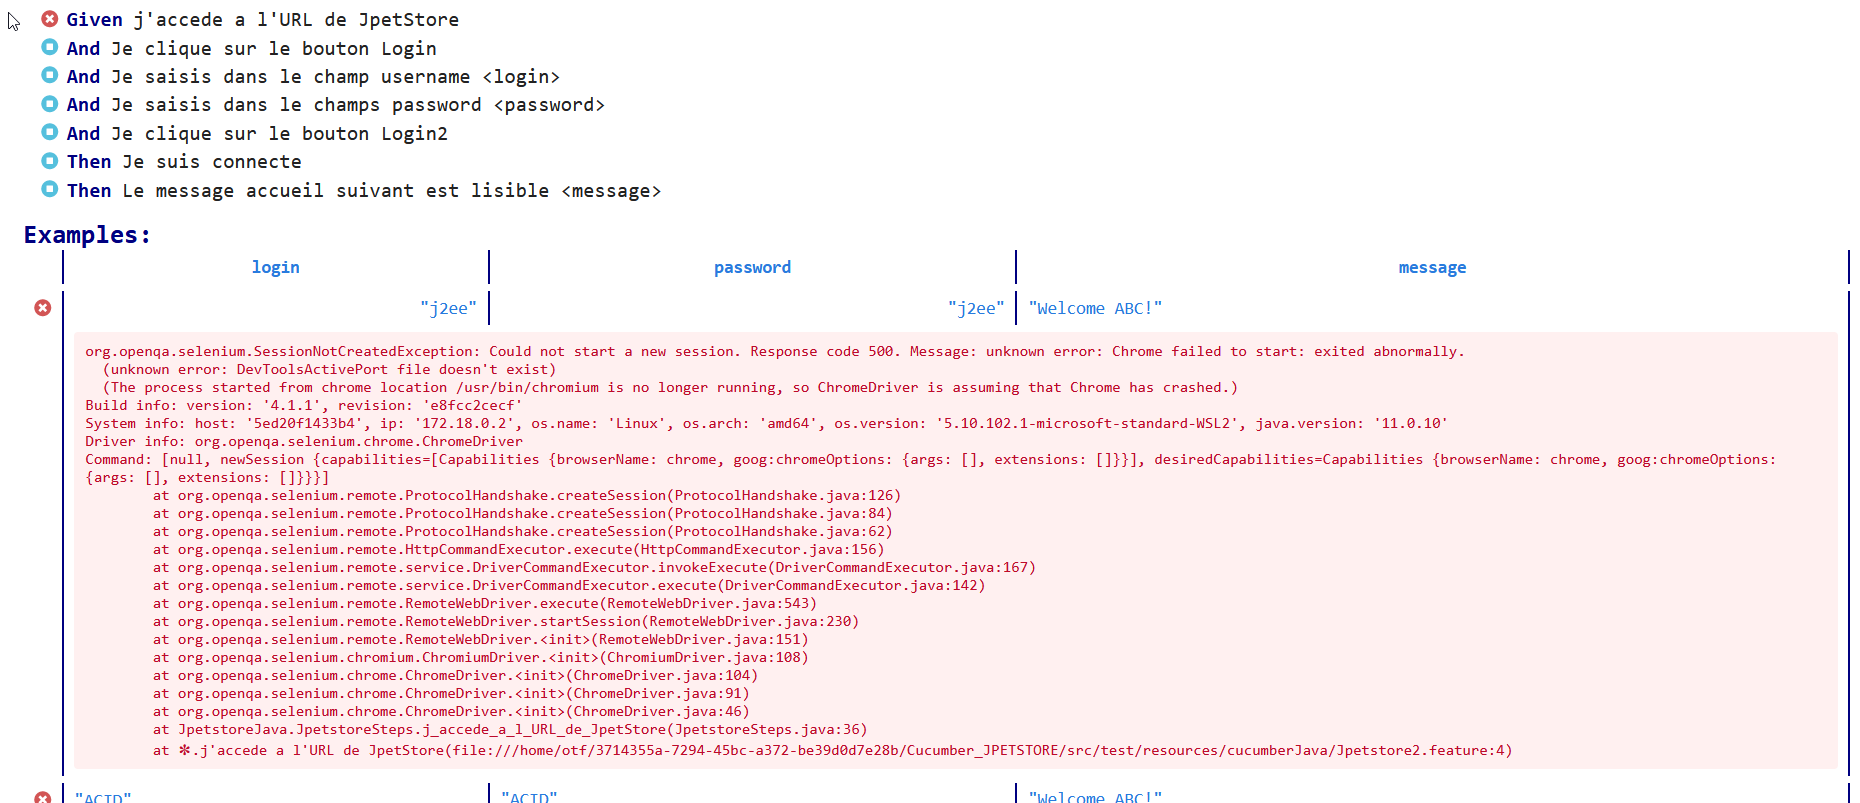 Given j'accede a l'URL de JpetStore
And Je clique sur le bouton Login
And Je saisis dans le champ username <login>
And Je saisis dans le champs password <password>
And Je clique sur le bouton Login2
Then Je suis connecte
Then Le message accueil suivant est lisible <message>
Examples:
login password message
"j2ee" "j2ee" "Welcome ABC!"
org.openqa.selenium.SessionNotCreatedException: Could not start a new session. Response code 500. Message: unknown error: Chrome failed to start: exited abnormally.
(unknown error: DevToolsActivePort file doesn't exist)
(The process started from chrome location /usr/bin/chromium is no longer running, so ChromeDriver is assuming that Chrome has crashed.)
Build info: version: '4.1.1', revision: 'e8fcc2cecf'
System info: host: '5ed20f1433b4', ip: '172.18.0.2', os.name: 'Linux', os.arch: 'amd64', os.version: '5.10.102.1-microsoft-standard-WSL2', java.version: '11.0.10'
Driver info: org.openqa.selenium.chrome.ChromeDriver
Command: [null, newSession {capabilities=[Capabilities {browserName: chrome, goog:chromeOptions: {args: [], extensions: []}}], desiredCapabilities=Capabilities {browserName: chrome, goog:chromeOptions:
{args: [], extensions: []}}}]
at org.openqa.selenium.remote.ProtocolHandshake.createSession(ProtocolHandshake.java:126)
at org.openqa.selenium.remote.ProtocolHandshake.createSession(ProtocolHandshake.java:84)
at org.openqa.selenium.remote.ProtocolHandshake.createSession(ProtocolHandshake.java:62)
at org.openqa.selenium.remote.HttpCommandExecutor.execute(HttpCommandExecutor.java:156)
at org.openqa.selenium.remote.service.DriverCommandExecutor.invokeExecute(DriverCommandExecutor.java:167)
at org.openqa.selenium.remote.service.DriverCommandExecutor.execute(DriverCommandExecutor.java:142)
at org.openqa.selenium.remote.RemoteWebDriver.execute(RemoteWebDriver.java:543)
at org.openqa.selenium.remote.RemoteWebDriver.startSession(RemoteWebDriver.java:230)
at org.openqa.selenium.remote.RemoteWebDriver.<init>(RemoteWebDriver.java:151)
at org.openqa.selenium.chromium.ChromiumDriver.<init>(ChromiumDriver.java:108)
at org.openqa.selenium.chrome.ChromeDriver.<init>(ChromeDriver.java:104)
at org.openqa.selenium.chrome.ChromeDriver.<init>(ChromeDriver.java:91)
at org.openqa.selenium.chrome.ChromeDriver.<init>(ChromeDriver.java:46)
at JpetstoreJava.JpetstoreSteps.j_accede_a_l_URL_de_JpetStore(JpetstoreSteps.java:36)
at ✽.j'accede a l'URL de JpetStore(file:///home/otf/3714355a-7294-45bc-a372-be39d0d7e28b/Cucumber_JPETSTORE/src/test/resources/cucumberJava/Jpetstore2.feature:4)
"ACID" "ACID" "Welcome ABC!"